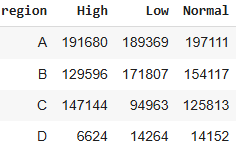 region High Low Normal
A 191680 189369 197111
B 129596 171807 154117
C 147144 94963 125813
D 6624 14264 14152